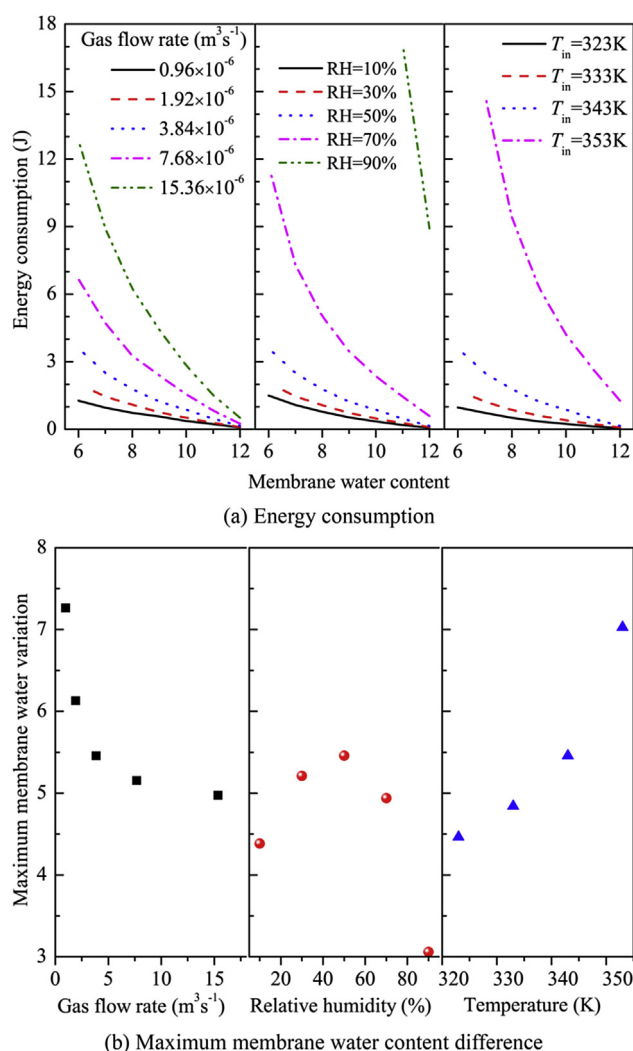 18
15
12
9
6
3
0
Energy consumption (J)
Gas flow rate (m³s⁻¹)
0.96×10⁻⁶
1.92×10⁻⁶
3.84×10⁻⁶
7.68×10⁻⁶
15.36×10⁻⁶
RH=10%
RH=30%
RH=50%
RH=70%
RH=90%
T_in=323K
T_in=333K
T_in=343K
T_in=353K
6 8 10 12 6 8 10 12 6 8 10 12
Membrane water content
(a) Energy consumption
8
7
6
5
4
3
Maximum membrane water variation
0 5 10 15 20 40 60 80 320 330 340 350
Gas flow rate (m³s⁻¹) Relative humidity (%) Temperature (K)
(b) Maximum membrane water content difference